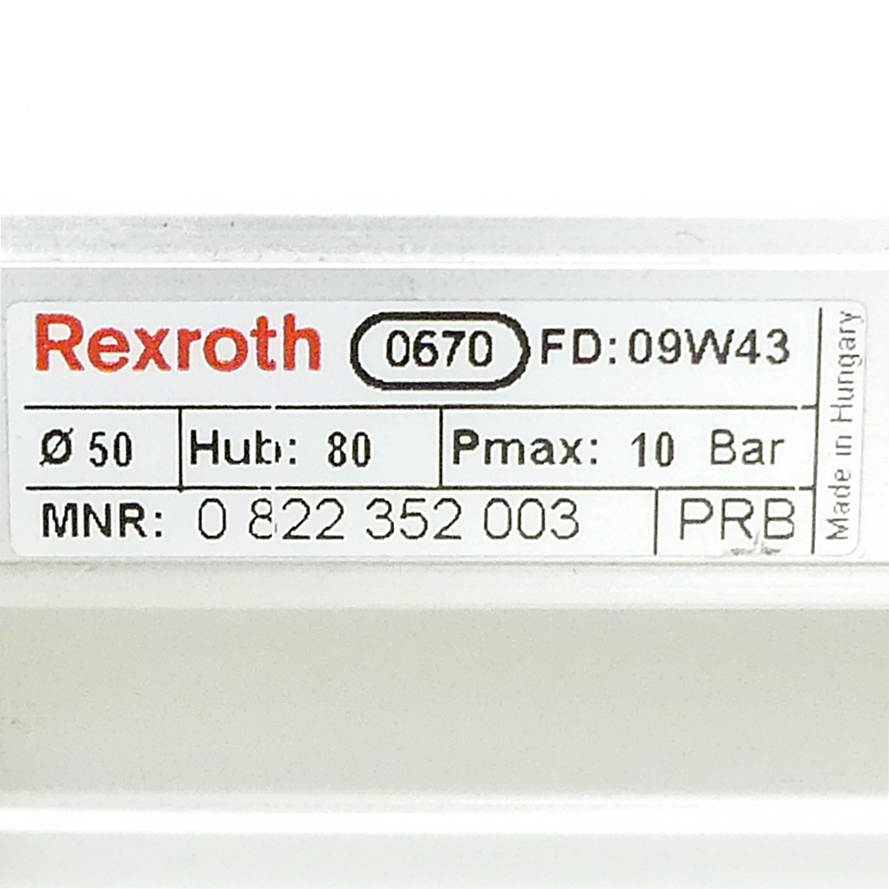 Rexroth 0670 FD: 09W43
Ø 50 Hub: 80 Pmax: 10 Bar
MNR: 0 822 352 003 PRB
Made in Hungary